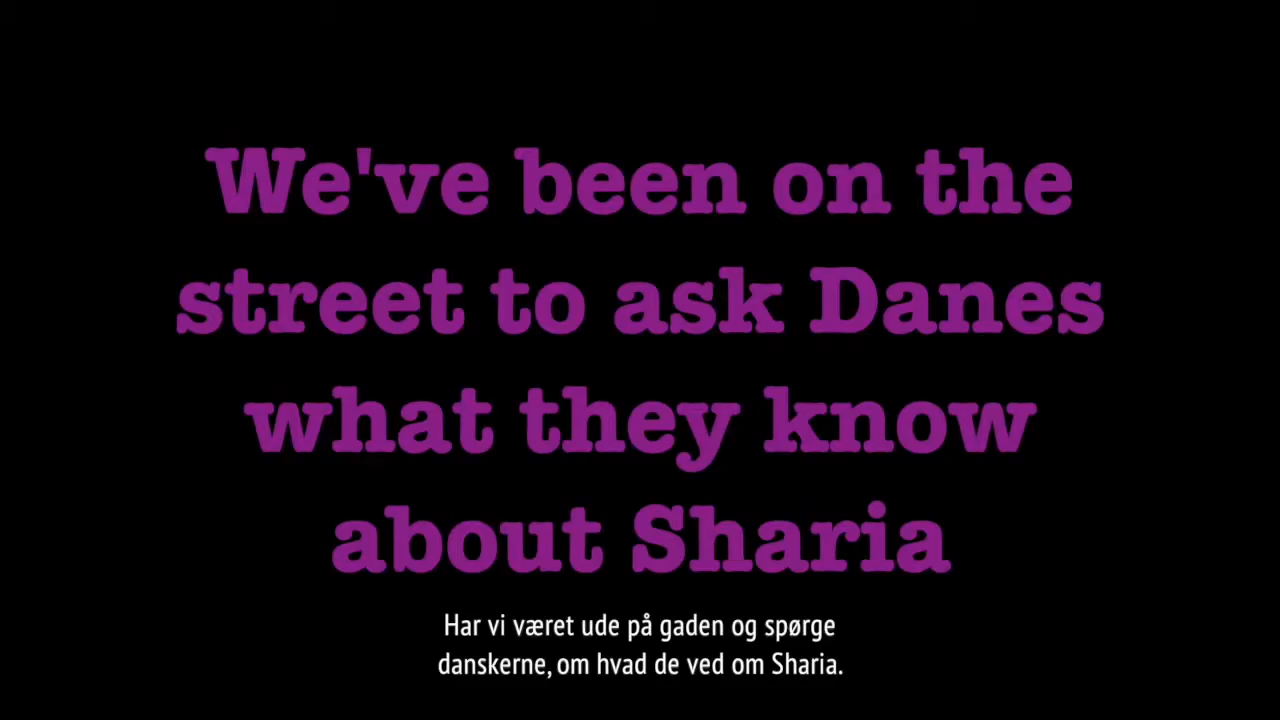 We've been on the
street to ask Danes
what they know
about Sharia
Har vi været ude på gaden og spørge
danskerne, om hvad de ved om Sharia.